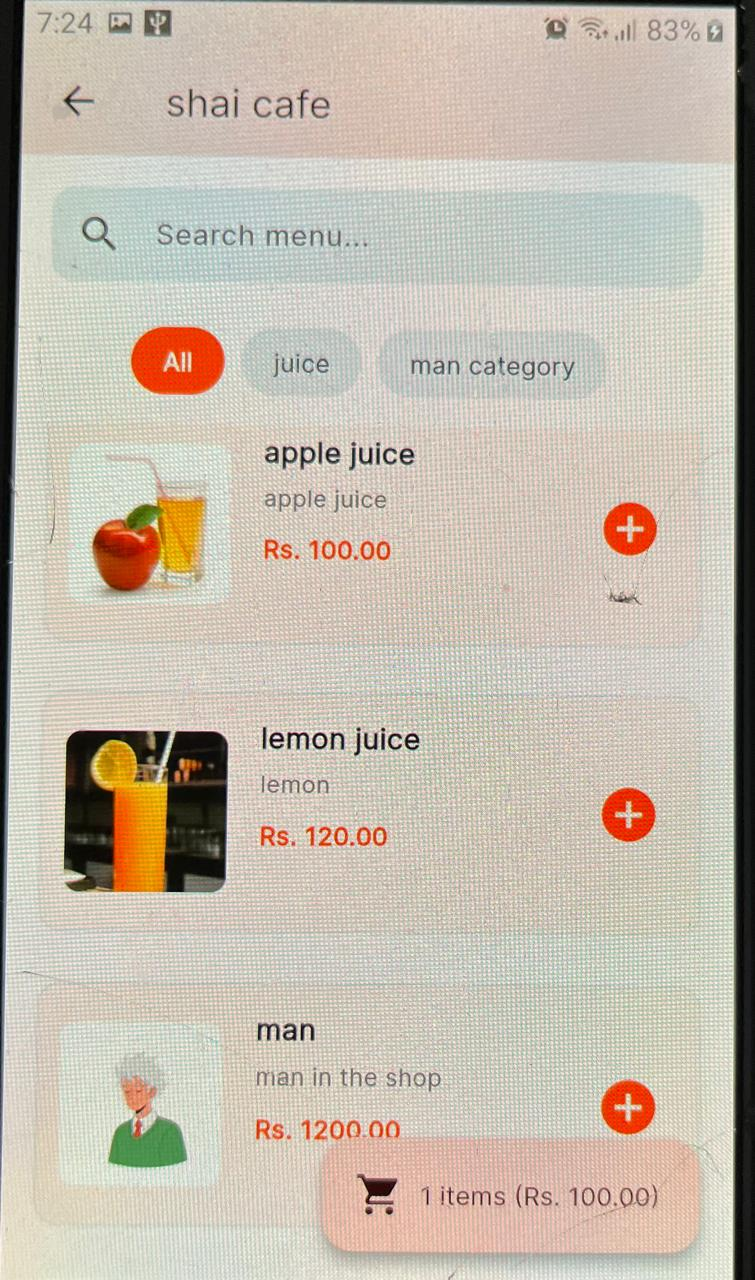 7:24 83%
shai cafe
Search menu...
All juice man category
apple juice
apple juice
Rs. 100.00
lemon juice
lemon
Rs. 120.00
man
man in the shop
Rs. 1200.00
1 items (Rs. 100.00)